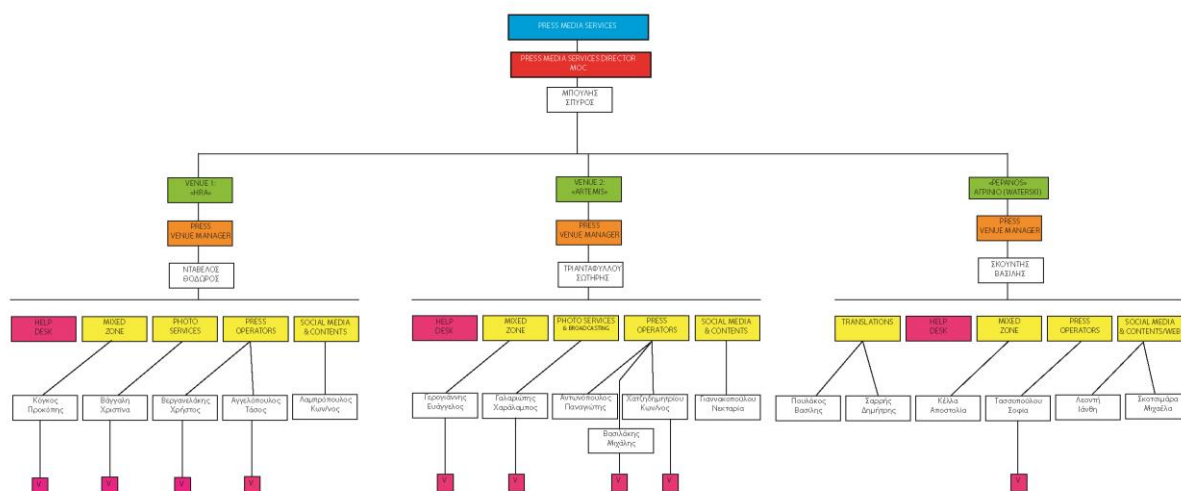 PRESS MEDIA SERVICES
PRESS MEDIA SERVICES DIRECTOR
MOC
ΜΠΟΥΛΗΣ
ΣΠΥΡΟΣ
VENUE 1:
«HRA»
PRESS
VENUE MANAGER
ΝΤΑΒΕΛΟΣ
ΘΟΔΩΡΟΣ
HELP
DESK
MIXED
ZONE
PHOTO
SERVICES
PRESS
OPERATORS
SOCIAL MEDIA
& CONTENTS
Κόγκος
Προκόπης
Βάγγαλη
Χριστίνα
Βεργανελάκης
Χρήστος
Αγγελόπουλος
Τάσος
Λαμπρόπουλος
Κων/νος
V
V
V
V
VENUE 2:
«ARTEMIS»
PRESS
VENUE MANAGER
ΤΡΙΑΝΤΑΦΥΛΛΟΥ
ΣΩΤΗΡΗΣ
HELP
DESK
MIXED
ZONE
PHOTO SERVICES
& BROADCASTING
PRESS
OPERATORS
SOCIAL MEDIA
& CONTENTS
Γερογιάννης
Ευάγγελος
Γαλαριώτης
Χαράλαμπος
Αντωνόπουλος
Παναγιώτης
Χατζηδημητρίου
Κων/νος
Γιαννακοπούλου
Νεκταρία
Βασιλάκης
Μιχάλης
V
V
V
V
«PEPANOS»
ΑΓΡΙΝΙΟ (WATERSKI)
PRESS
VENUE MANAGER
ΣΚΟΥΝΤΗΣ
ΒΑΣΙΛΗΣ
TRANSLATIONS
HELP
DESK
MIXED
ZONE
PRESS
OPERATORS
SOCIAL MEDIA
& CONTENTS/WEB
Πουλάκος
Βασίλης
Σαρρής
Δημήτρης
Κέλλα
Αποστολία
Τασσοπούλου
Σοφία
Λεοντή
Ιάνθη
Σκοτσιμάρα
Μιχαέλα
V